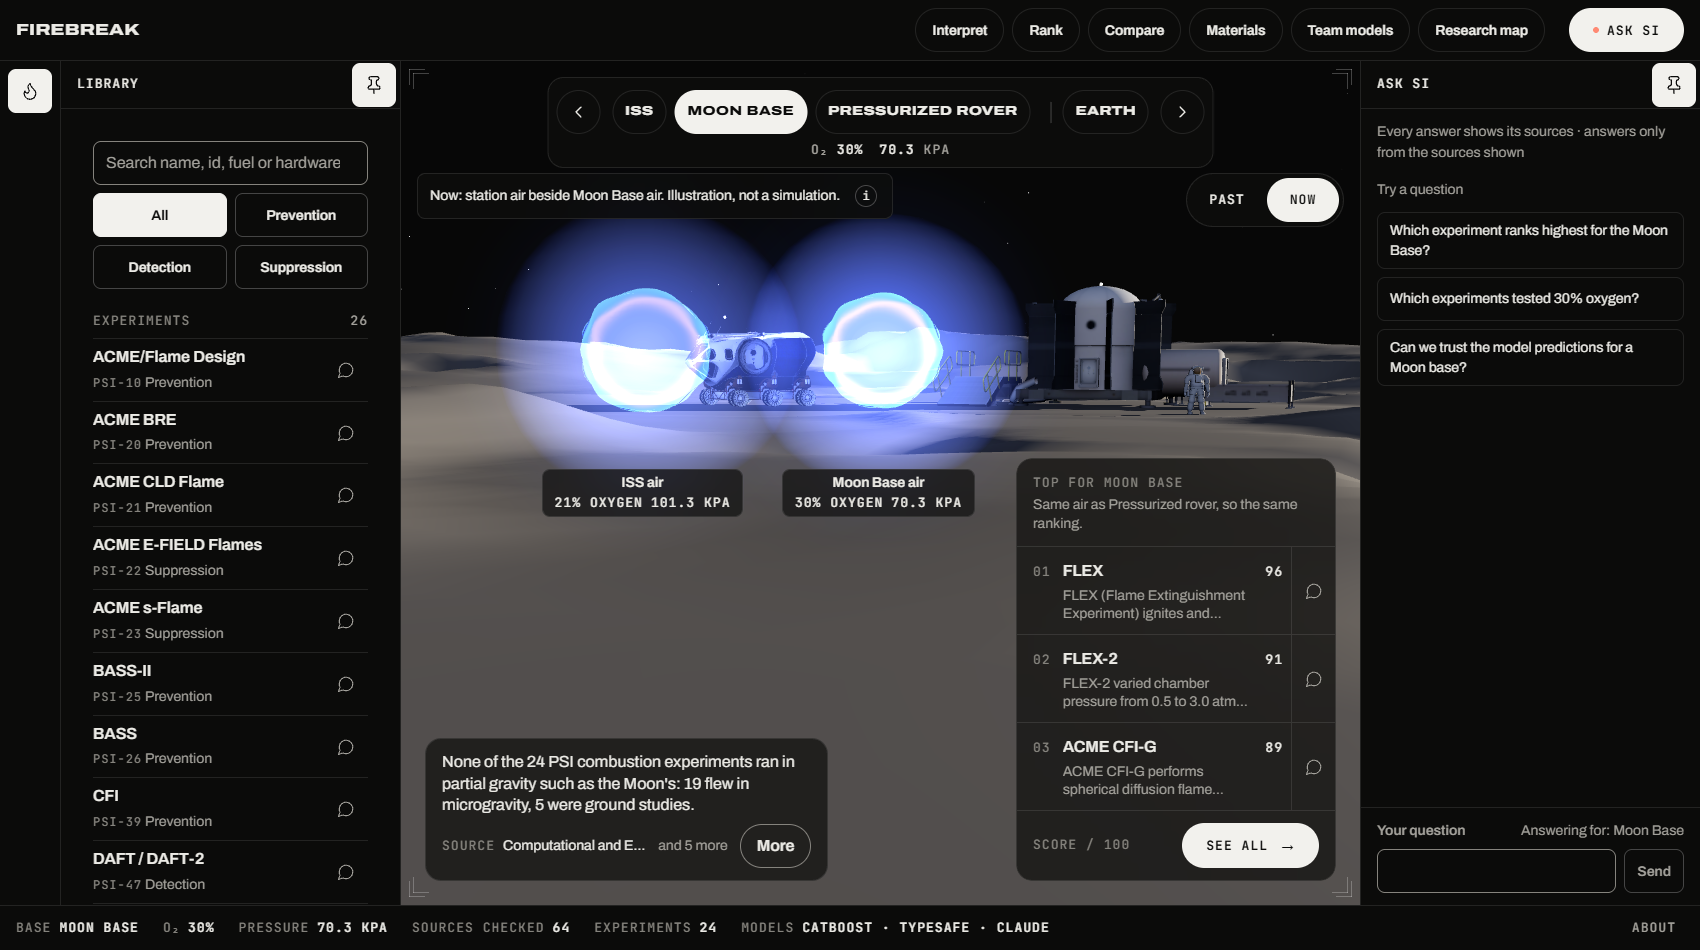 FIREBREAK
Interpret
Rank
Compare
Materials
Team models
Research map
ASK SI
LIBRARY
Search name, id, fuel or hardware
All
Prevention
Detection
Suppression
EXPERIMENTS 26
ACME/Flame Design
PSI-10 Prevention
ACME BRE
PSI-20 Prevention
ACME CLD Flame
PSI-21 Prevention
ACME E-FIELD Flames
PSI-22 Suppression
ACME s-Flame
PSI-23 Suppression
BASS-II
PSI-25 Prevention
BASS
PSI-26 Prevention
CFI
PSI-39 Prevention
DAFT / DAFT-2
PSI-47 Detection
ISS
MOON BASE
PRESSURIZED ROVER
EARTH
O₂ 30% 70.3 KPA
Now: station air beside Moon Base air. Illustration, not a simulation. i
PAST
NOW
ISS air
21% OXYGEN 101.3 KPA
Moon Base air
30% OXYGEN 70.3 KPA
None of the 24 PSI combustion experiments ran in
partial gravity such as the Moon's: 19 flew in
microgravity, 5 were ground studies.
SOURCE Computational and E... and 5 more
More
TOP FOR MOON BASE
Same air as Pressurized rover, so the same
ranking.
01 FLEX 96
FLEX (Flame Extinguishment
Experiment) ignites and...
02 FLEX-2 91
FLEX-2 varied chamber
pressure from 0.5 to 3.0 atm...
03 ACME CFI-G 89
ACME CFI-G performs
spherical diffusion flame...
SCORE / 100
SEE ALL →
ASK SI
Every answer shows its sources · answers only
from the sources shown
Try a question
Which experiment ranks highest for the Moon
Base?
Which experiments tested 30% oxygen?
Can we trust the model predictions for a
Moon base?
Your question
Answering for: Moon Base
Send
BASE MOON BASE O₂ 30% PRESSURE 70.3 KPA SOURCES CHECKED 64 EXPERIMENTS 24 MODELS CATBOOST · TYPESAFE · CLAUDE
ABOUT